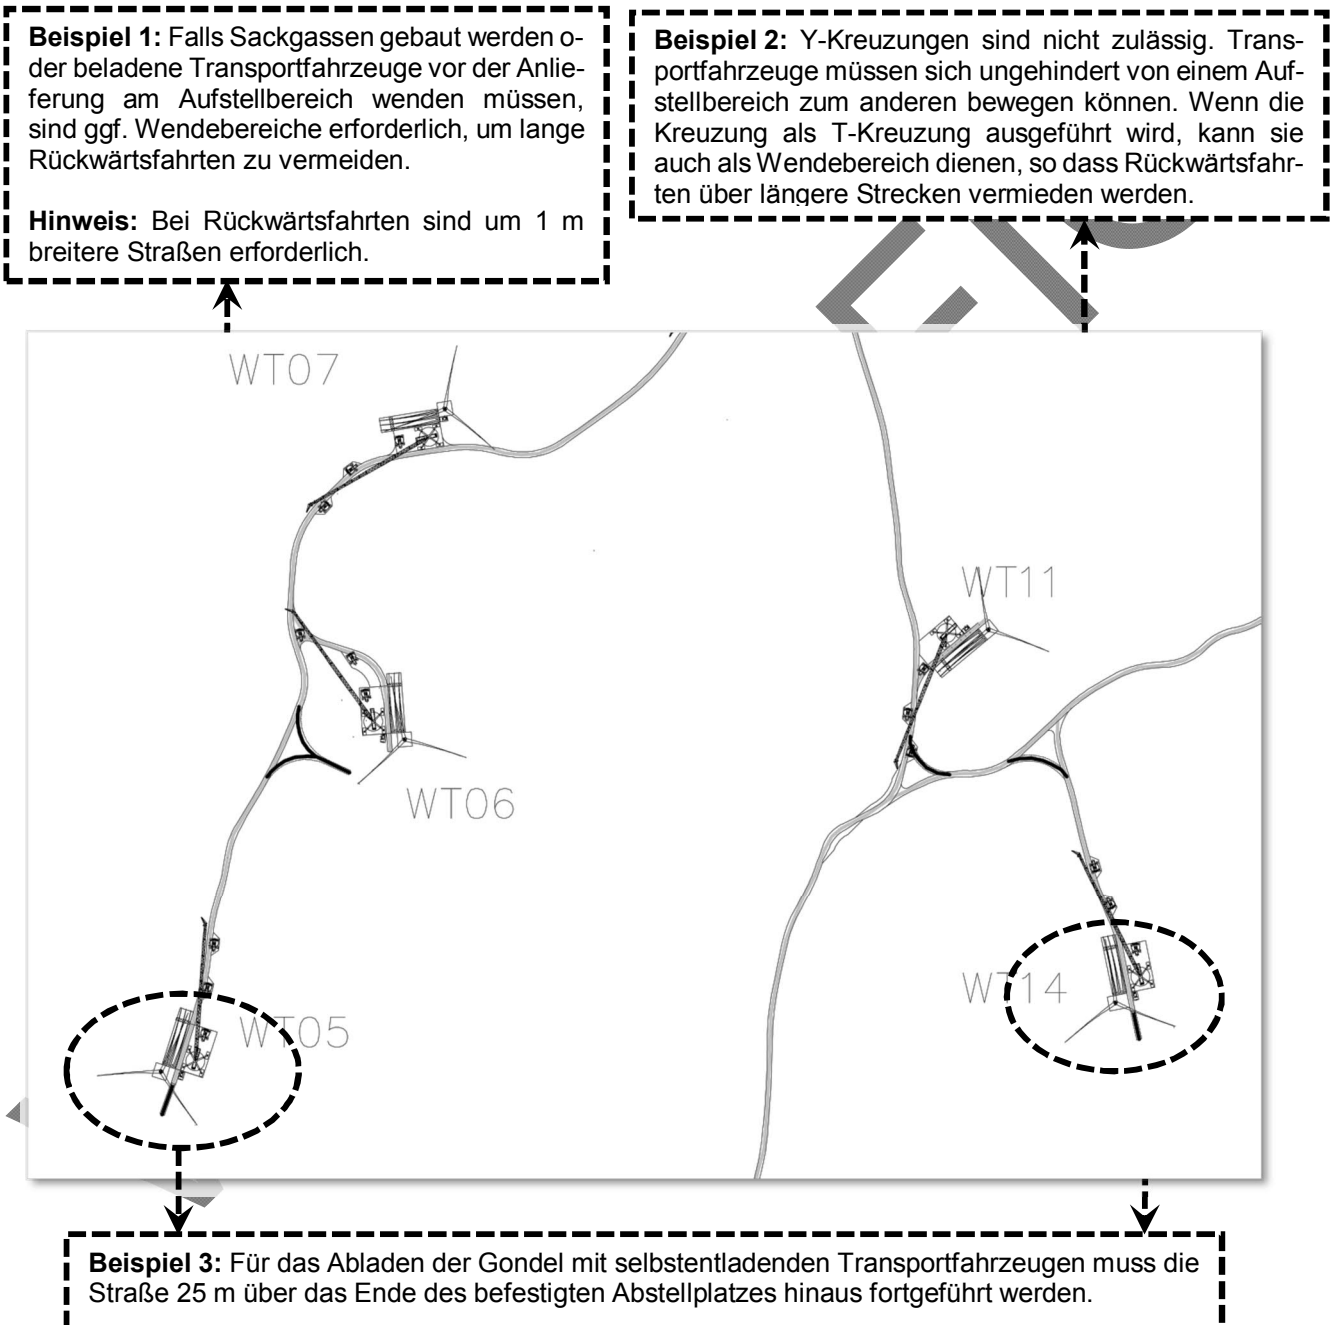 Beispiel 1: Falls Sackgassen gebaut werden o-
der beladene Transportfahrzeuge vor der Anlie-
ferung am Aufstellbereich wenden müssen,
sind ggf. Wendebereiche erforderlich, um lange
Rückwärtsfahrten zu vermeiden.
Hinweis: Bei Rückwärtsfahrten sind um 1 m
breitere Straßen erforderlich.
Beispiel 2: Y-Kreuzungen sind nicht zulässig. Trans-
portfahrzeuge müssen sich ungehindert von einem Auf-
stellbereich zum anderen bewegen können. Wenn die
Kreuzung als T-Kreuzung ausgeführt wird, kann sie
auch als Wendebereich dienen, so dass Rückwärtsfahr-
ten über längere Strecken vermieden werden.
WT07
WT11
WT06
WT14
WT05
Beispiel 3: Für das Abladen der Gondel mit selbstentladenden Transportfahrzeugen muss die
Straße 25 m über das Ende des befestigten Abstellplatzes hinaus fortgeführt werden.